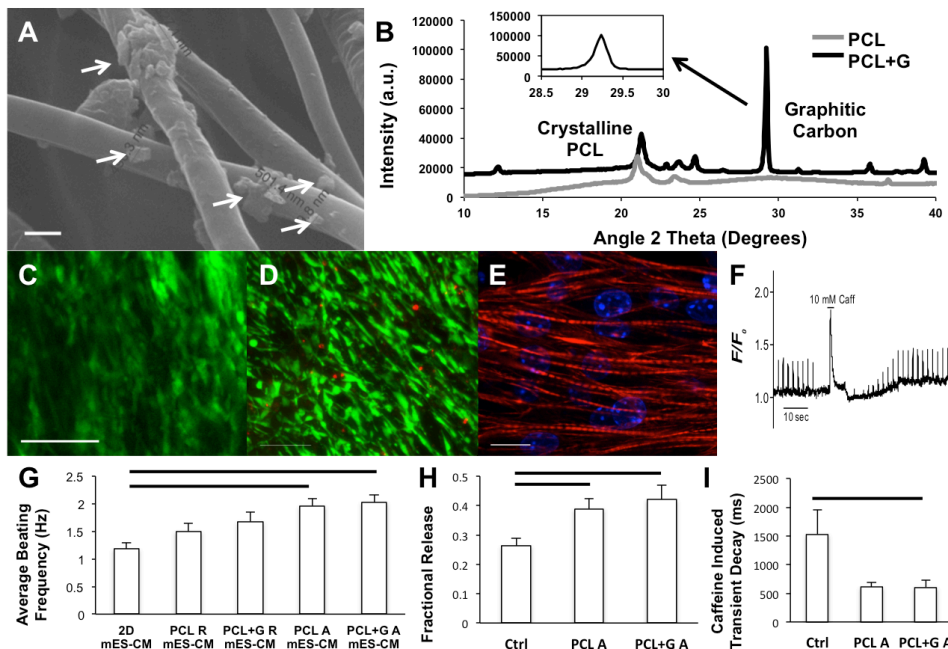 A
501.
nm
B
Intensity (a.u.)
120000
100000
80000
60000
40000
20000
0
150000
100000
50000
0
28.5 29 29.5 30
PCL
PCL+G
Crystalline
PCL
Graphitic
Carbon
10 15 20 25 30 35 40
Angle 2 Theta (Degrees)
C
D
E
F
F/Fo
2.0
1.5
1.0
10 mM Caff
10 sec
G
Average Beating
Frequency (Hz)
2.5
2
1.5
1
0.5
0
2D
mES-CM
PCL R
mES-CM
PCL+G R
mES-CM
PCL A
mES-CM
PCL+G A
mES-CM
H
Fractional Release
0.5
0.4
0.3
0.2
0.1
0
Ctrl PCL A PCL+G A
I
Caffeine Induced
Transient Decay (ms)
2500
2000
1500
1000
500
0
Ctrl PCL A PCL+G A